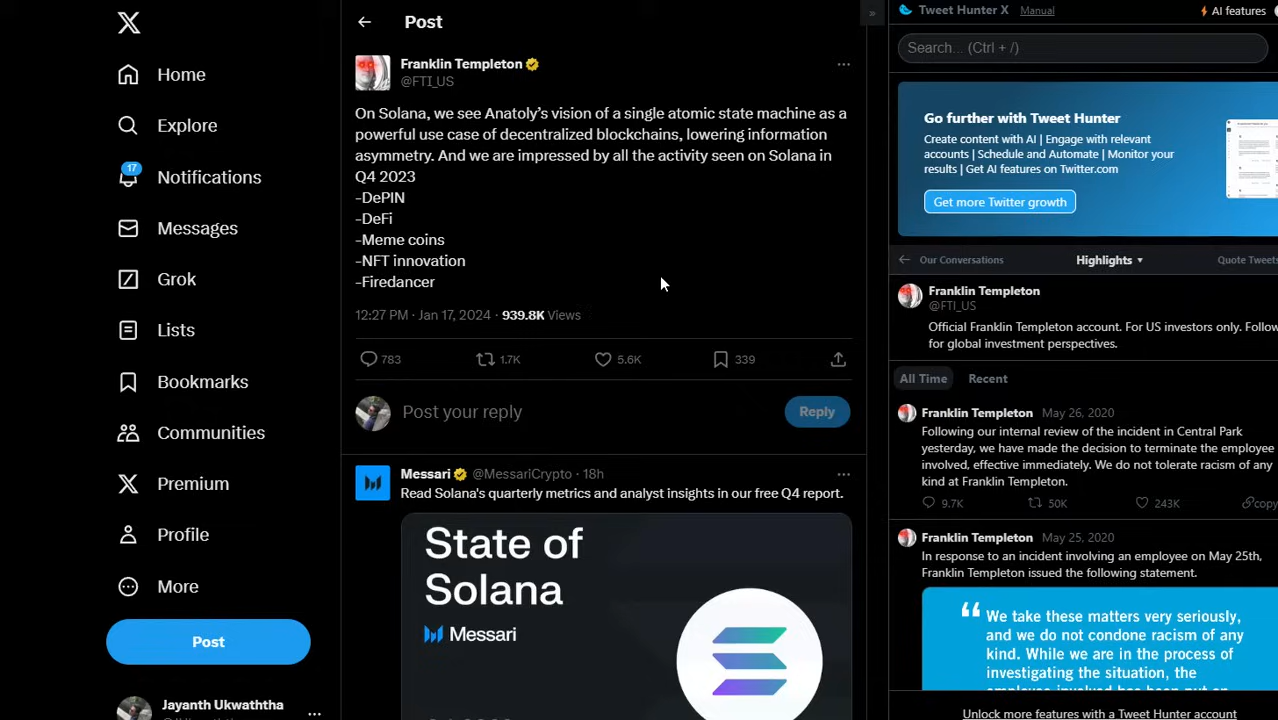 Home
Explore
17
Notifications
Messages
Grok
Lists
Bookmarks
Communities
Premium
Profile
More
Post
Jayanth Ukwaththa
Post
Franklin Templeton
@FTI_US
On Solana, we see Anatoly’s vision of a single atomic state machine as a
powerful use case of decentralized blockchains, lowering information
asymmetry. And we are impressed by all the activity seen on Solana in
Q4 2023
-DePIN
-DeFi
-Meme coins
-NFT innovation
-Firedancer
12:27 PM · Jan 17, 2024 · 939.8K Views
783 1.7K 5.6K 339
Post your reply
Reply
Messari @MessariCrypto · 18h
Read Solana's quarterly metrics and analyst insights in our free Q4 report.
State of
Solana
Messari
»
Tweet Hunter X Manual
AI features
Search... (Ctrl + /)
Go further with Tweet Hunter
Create content with AI | Engage with relevant
accounts | Schedule and Automate | Monitor your
results | Get AI features on Twitter.com
Get more Twitter growth
Our Conversations
Highlights
Quote Tweets
Franklin Templeton
@FTI_US
Official Franklin Templeton account. For US investors only. Follow
for global investment perspectives.
All Time Recent
Franklin Templeton May 26, 2020
Following our internal review of the incident in Central Park
yesterday, we have made the decision to terminate the employee
involved, effective immediately. We do not tolerate racism of any
kind at Franklin Templeton.
9.7K 50K 243K copy
Franklin Templeton May 25, 2020
In response to an incident involving an employee on May 25th,
Franklin Templeton issued the following statement.
“ We take these matters very seriously,
and we do not condone racism of any
kind. While we are in the process of
investigating the situation, the
Unlock more features with a Tweet Hunter account